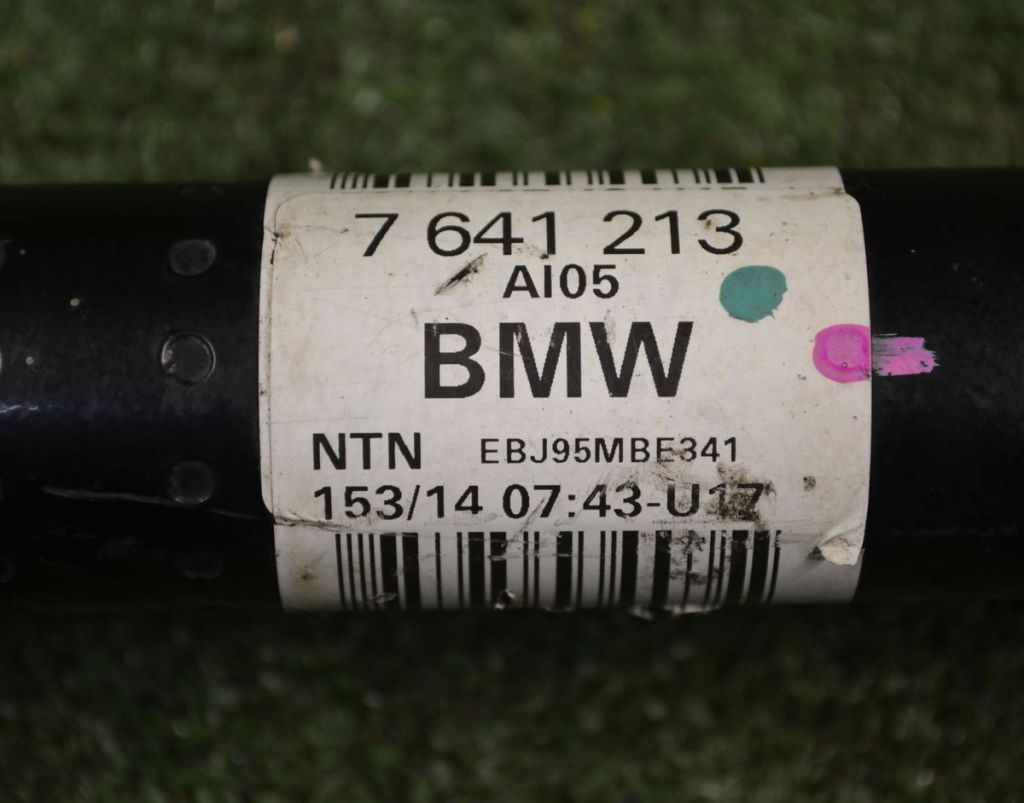 7 641 213
AI05
BMW
NTN EBJ95MBE341
153/14 07:43-U17